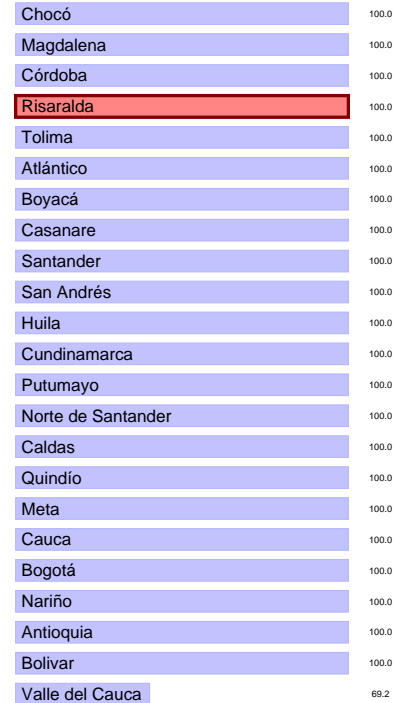 Chocó 100.0
Magdalena 100.0
Córdoba 100.0
Risaralda 100.0
Tolima 100.0
Atlántico 100.0
Boyacá 100.0
Casanare 100.0
Santander 100.0
San Andrés 100.0
Huila 100.0
Cundinamarca 100.0
Putumayo 100.0
Norte de Santander 100.0
Caldas 100.0
Quindío 100.0
Meta 100.0
Cauca 100.0
Bogotá 100.0
Nariño 100.0
Antioquia 100.0
Bolivar 100.0
Valle del Cauca 69.2